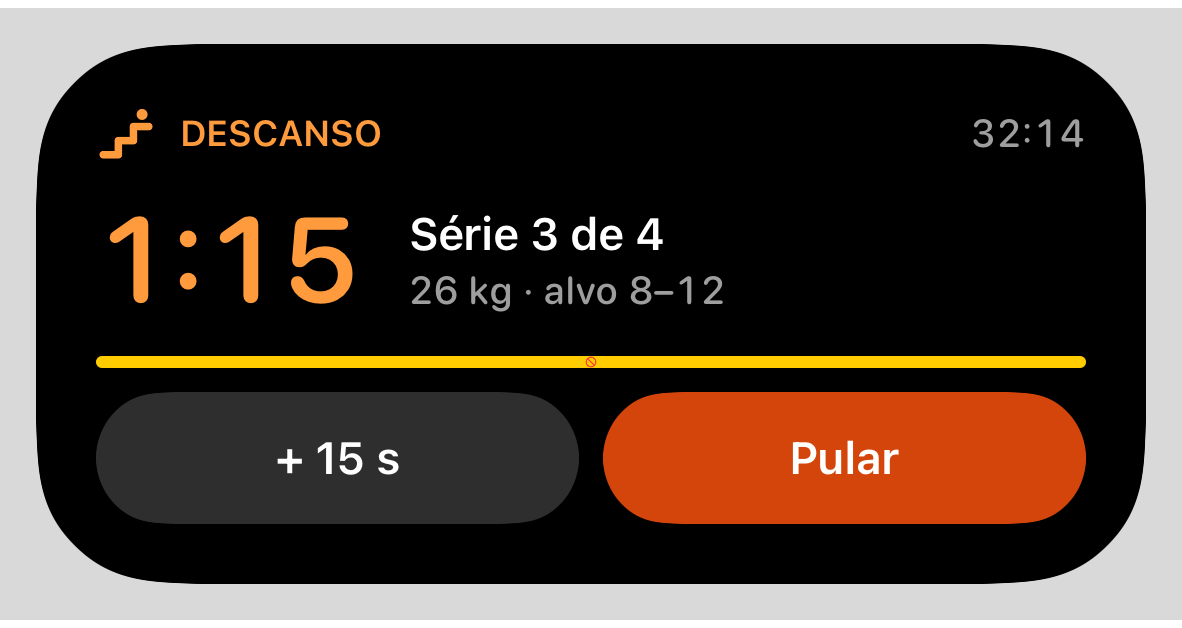 DESCANSO
32:14
1:15
Série 3 de 4
26 kg · alvo 8–12
+ 15 s
Pular